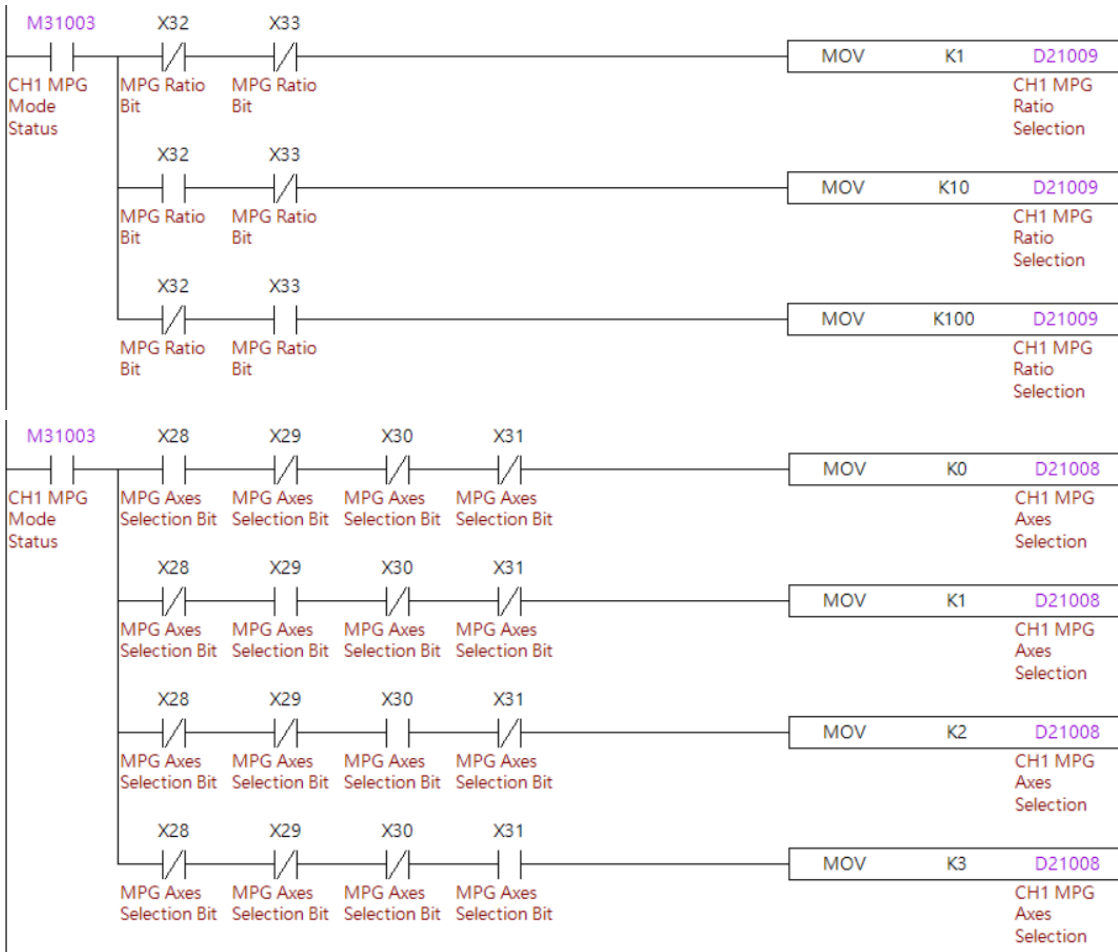 M31003 X32 X33
MOV K1 D21009
CH1 MPG MPG Ratio MPG Ratio CH1 MPG
Mode Bit Bit Ratio
Status Selection
X32 X33
MOV K10 D21009
MPG Ratio MPG Ratio CH1 MPG
Bit Bit Ratio
Selection
X32 X33
MOV K100 D21009
MPG Ratio MPG Ratio CH1 MPG
Bit Bit Ratio
Selection
M31003 X28 X29 X30 X31
MOV K0 D21008
CH1 MPG MPG Axes MPG Axes MPG Axes MPG Axes CH1 MPG
Mode Selection Bit Selection Bit Selection Bit Selection Bit Axes
Status Selection
X28 X29 X30 X31
MOV K1 D21008
MPG Axes MPG Axes MPG Axes MPG Axes CH1 MPG
Selection Bit Selection Bit Selection Bit Selection Bit Axes
Selection
X28 X29 X30 X31
MOV K2 D21008
MPG Axes MPG Axes MPG Axes MPG Axes CH1 MPG
Selection Bit Selection Bit Selection Bit Selection Bit Axes
Selection
X28 X29 X30 X31
MOV K3 D21008
MPG Axes MPG Axes MPG Axes MPG Axes CH1 MPG
Selection Bit Selection Bit Selection Bit Selection Bit Axes
Selection